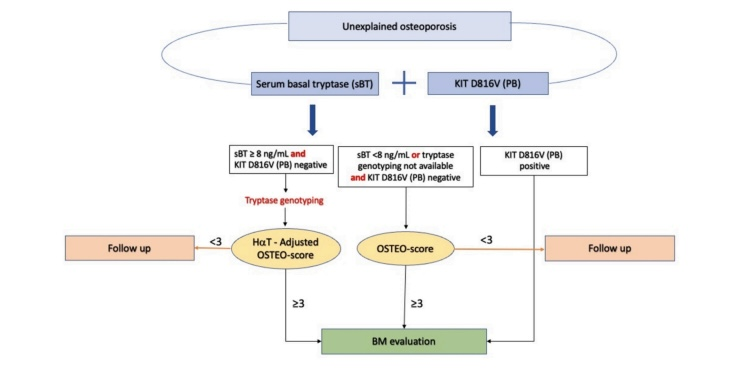 Unexplained osteoporosis
Serum basal tryptase (sBT)
KIT D816V (PB)
sBT ≥ 8 ng/mL and
KIT D816V (PB) negative
sBT <8 ng/mL or tryptase
genotyping not available
and KIT D816V (PB) negative
KIT D816V (PB)
positive
Tryptase genotyping
Follow up
<3
HαT - Adjusted
OSTEO-score
OSTEO-score
<3
Follow up
≥3
≥3
BM evaluation